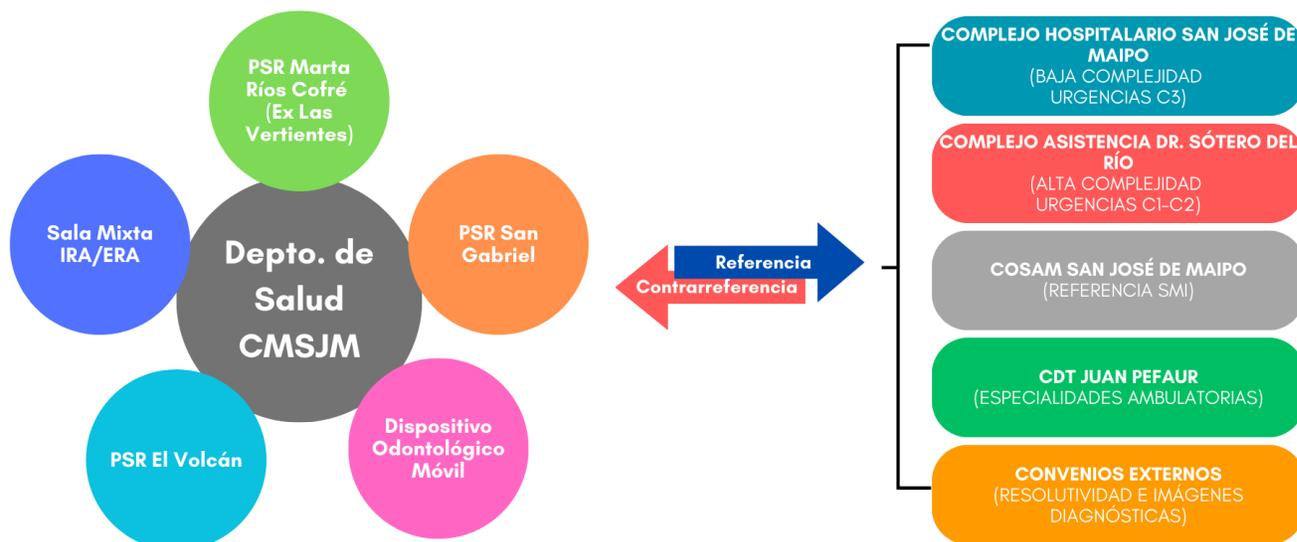 PSR Marta
Ríos Cofré
(Ex Las
Vertientes)
Sala Mixta
IRA/ERA
PSR San
Gabriel
Depto. de
Salud
CMSJM
PSR El Volcán
Dispositivo
Odontológico
Móvil
Referencia
Contrarreferencia
COMPLEJO HOSPITALARIO SAN JOSÉ DE
MAIPO
(BAJA COMPLEJIDAD
URGENCIAS C3)
COMPLEJO ASISTENCIA DR. SÓTERO DEL
RÍO
(ALTA COMPLEJIDAD
URGENCIAS C1-C2)
COSAM SAN JOSÉ DE MAIPO
(REFERENCIA SMI)
CDT JUAN PEFAUR
(ESPECIALIDADES AMBULATORIAS)
CONVENIOS EXTERNOS
(RESOLUTIVIDAD E IMÁGENES
DIAGNÓSTICAS)